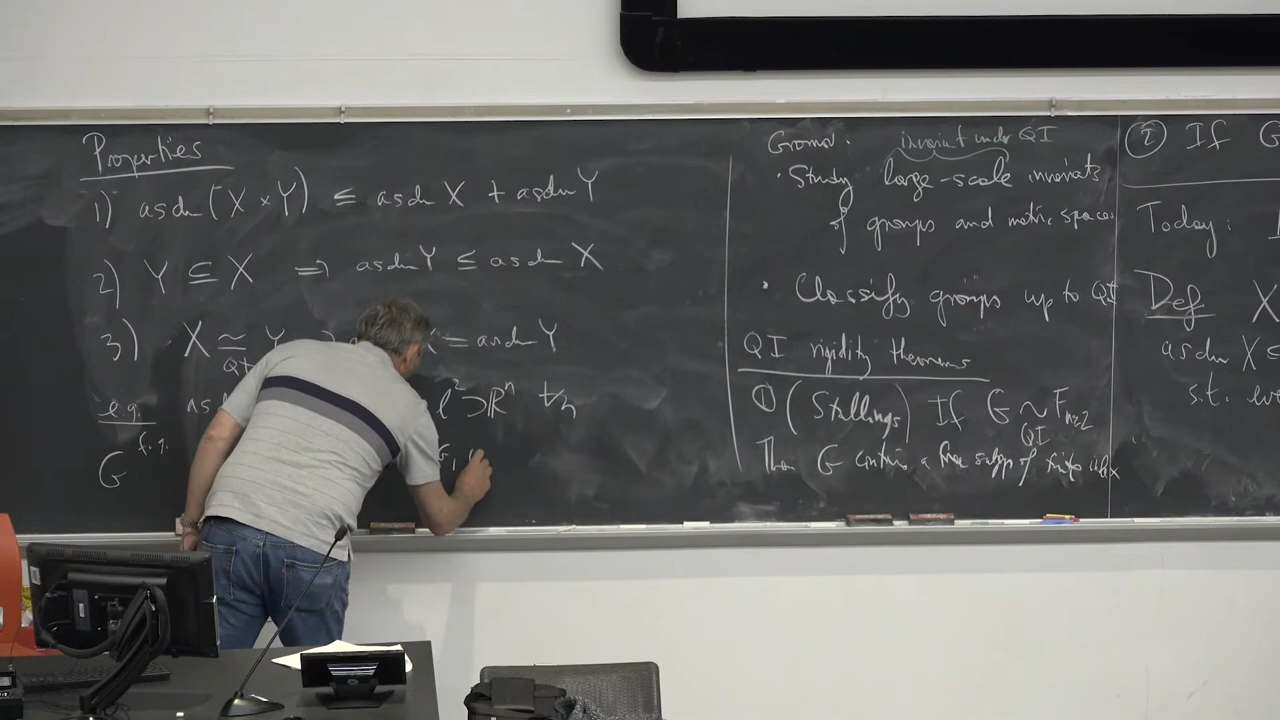 Properties
1) asdim (X × Y) ≤ asdim X + asdim Y
2) Y ⊆ X ⇒ asdim Y ≤ asdim X
3) X ≃ Y = asdim Y
QI
e.g. as ℓ² ⊃ ℝⁿ ∀n
G f.g.
Gromov. invariant under QI
· Study large-scale invariants
of groups and metric spaces
· Classify groups up to QI
QI rigidity theorems
① (Stallings) If G ~ F n≥2
QI
Then G contains a free subgp of finite index
② If G
Today:
Def X
asdim X ≤
s.t.